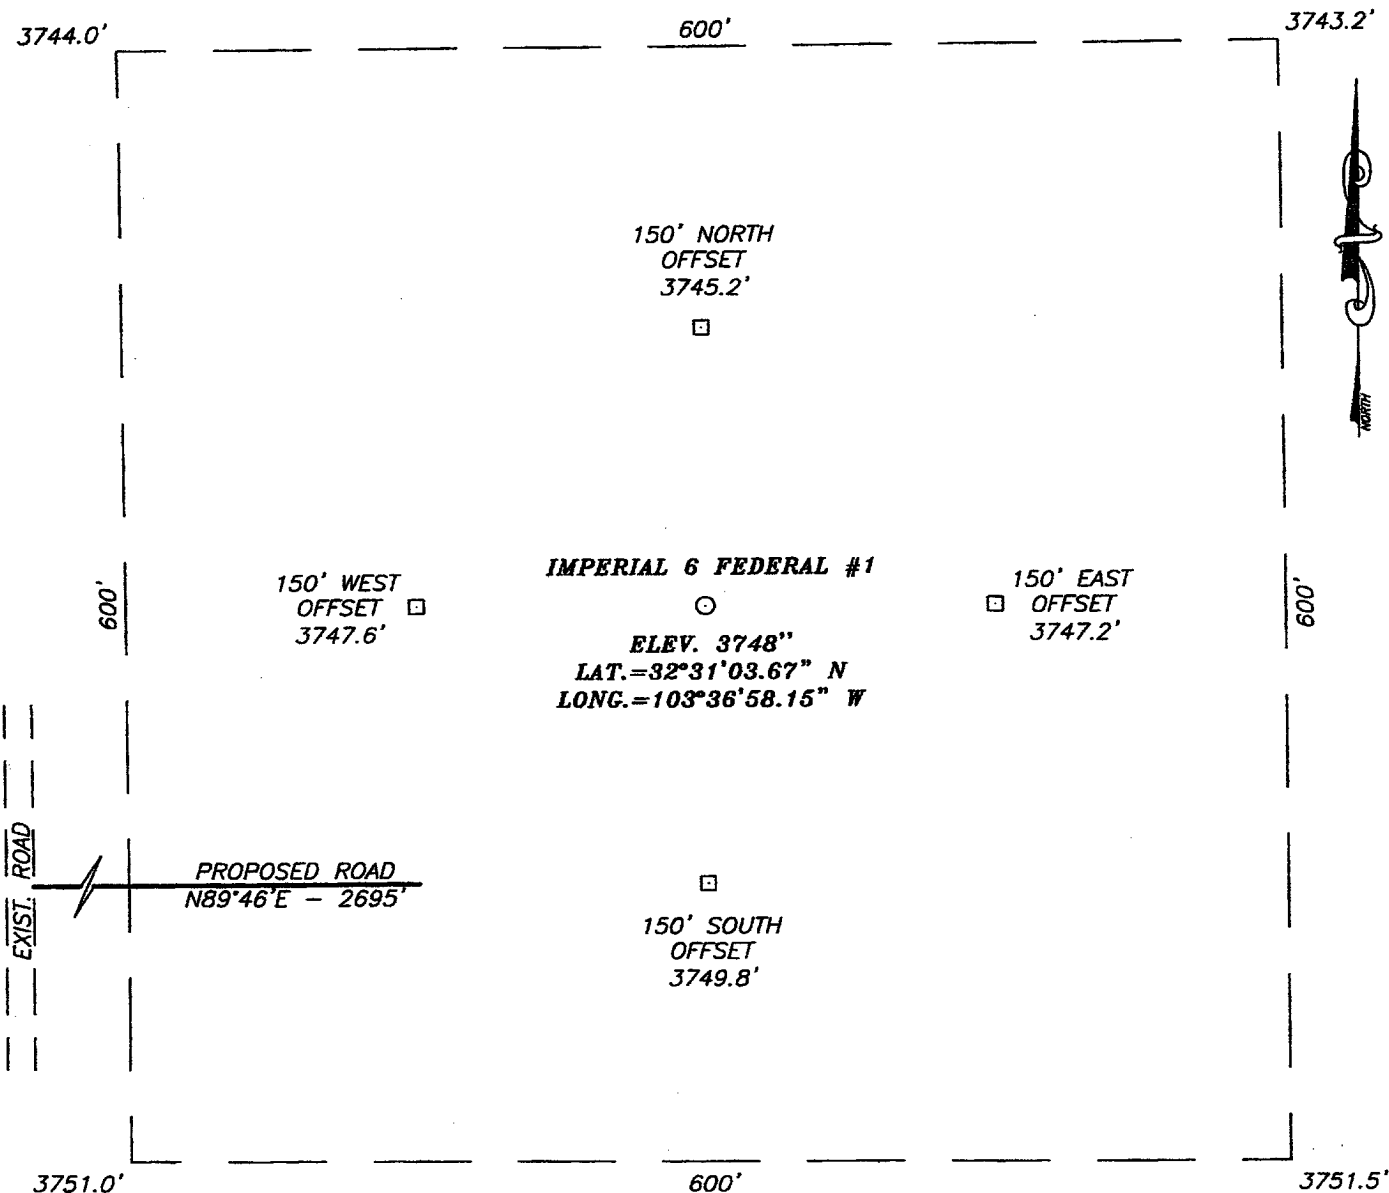 3744.0'
600'
3743.2'
NORTH
150' NORTH
OFFSET
3745.2'
IMPERIAL 6 FEDERAL #1
150' WEST
OFFSET
3747.6'
150' EAST
OFFSET
3747.2'
600'
600'
ELEV. 3748"
LAT.=32°31'03.67" N
LONG.=103°36'58.15" W
EXIST. ROAD
PROPOSED ROAD
N89°46'E - 2695'
150' SOUTH
OFFSET
3749.8'
3751.0'
600'
3751.5'